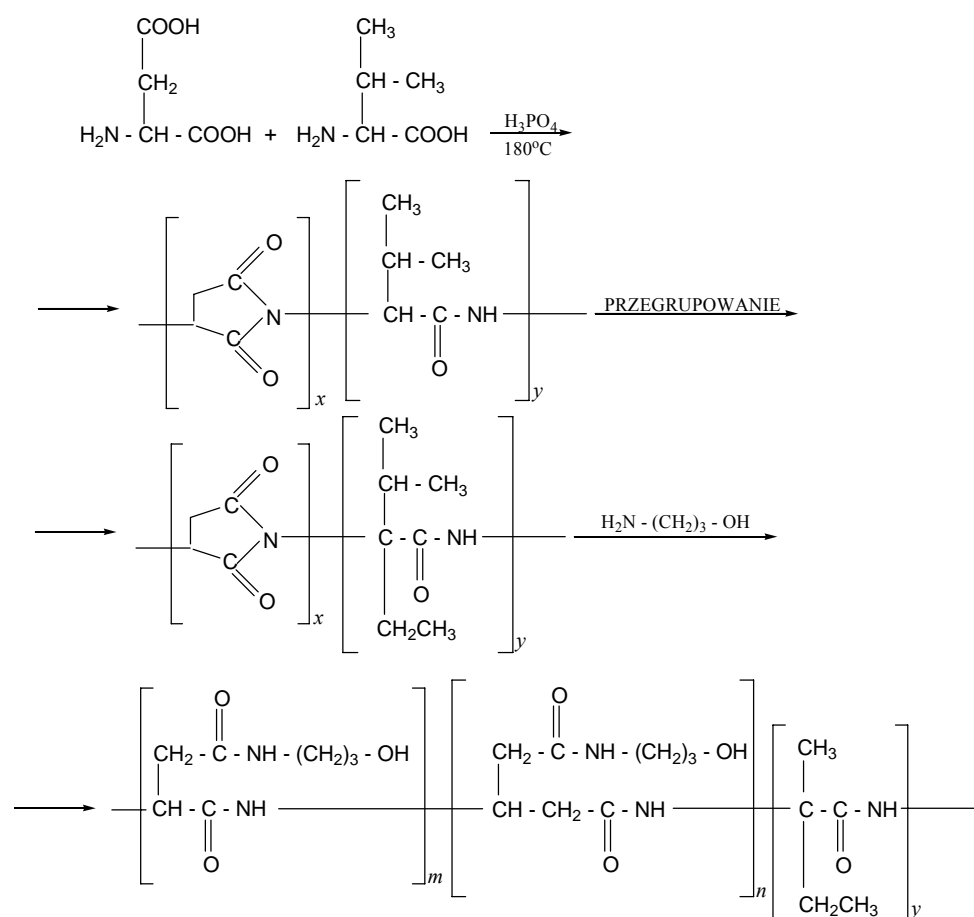 COOH CH₃
CH₂ CH - CH₃
H₂N - CH - COOH + H₂N - CH - COOH H₃PO₄ 180°C
CH₃
O CH - CH₃
C N CH - C - NH PRZEGRUPOWANIE
C O
O x y
CH₃
O CH - CH₃
C N C - C - NH H₂N - (CH₂)₃ - OH
C O
O CH₂CH₃
x y
O O
CH₂ - C - NH - (CH₂)₃ - OH CH₂ - C - NH - (CH₂)₃ - OH CH₃
CH - C - NH CH - CH₂ - C - NH C - C - NH
O O O
m n CH₂CH₃ y